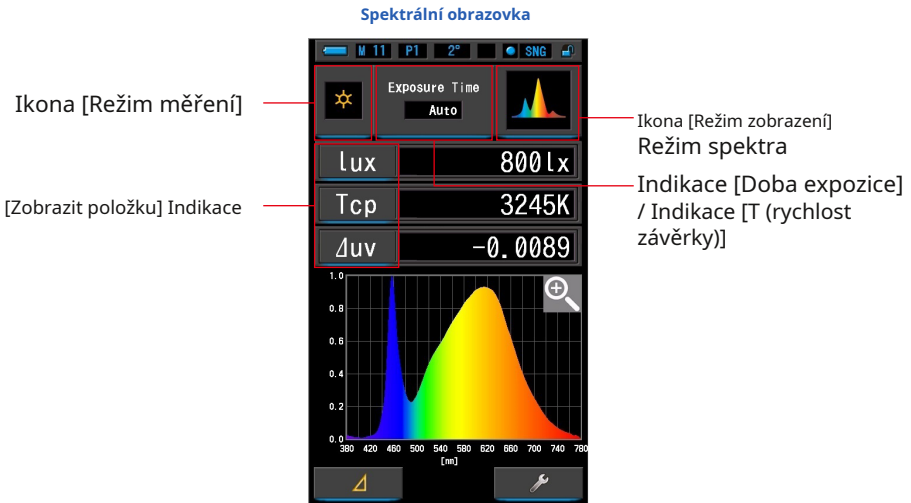 Spektrální obrazovka
M 11 P1 2° SNG
Ikona [Režim měření]
Exposure Time
Auto
Ikona [Režim zobrazení]
Režim spektra
lux 800lx
Indikace [Doba expozice]
/ Indikace [T (rychlost
závěrky)]
[Zobrazit položku] Indikace
Tcp 3245K
⊿uv -0.0089
1.0
0.8
0.6
0.4
0.2
0.0
380 420 460 500 540 580 620 660 700 740 780
[nm]